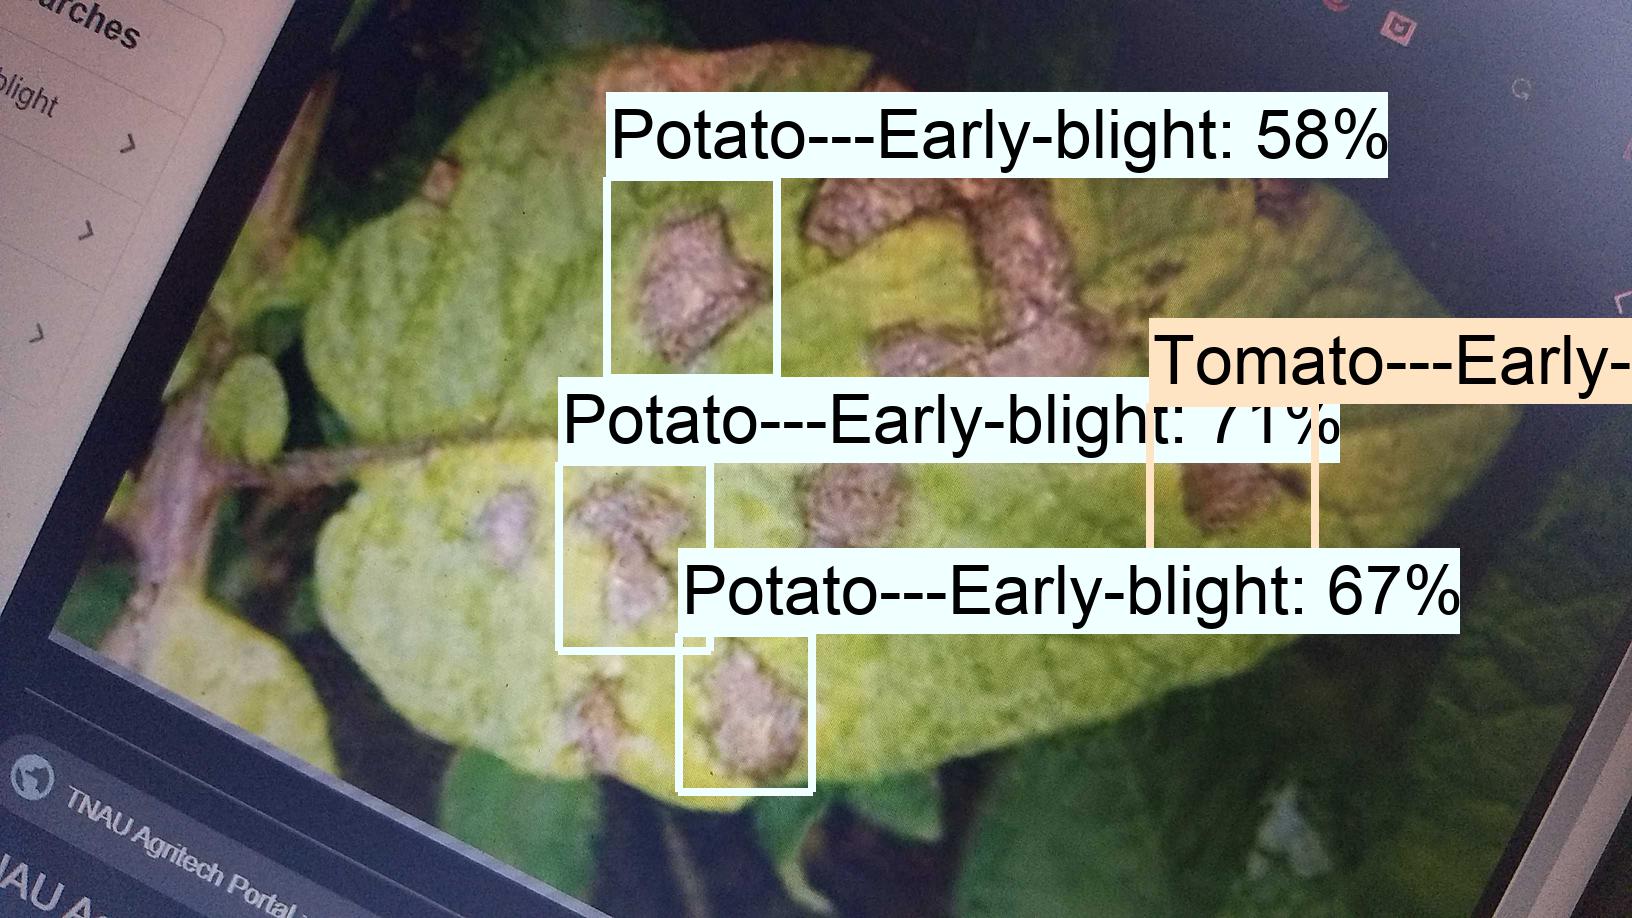 arches
blight
Potato---Early-blight: 58%
Tomato---Early-
Potato---Early-blight: 71%
Potato---Early-blight: 67%
TNAU Agritech Portal